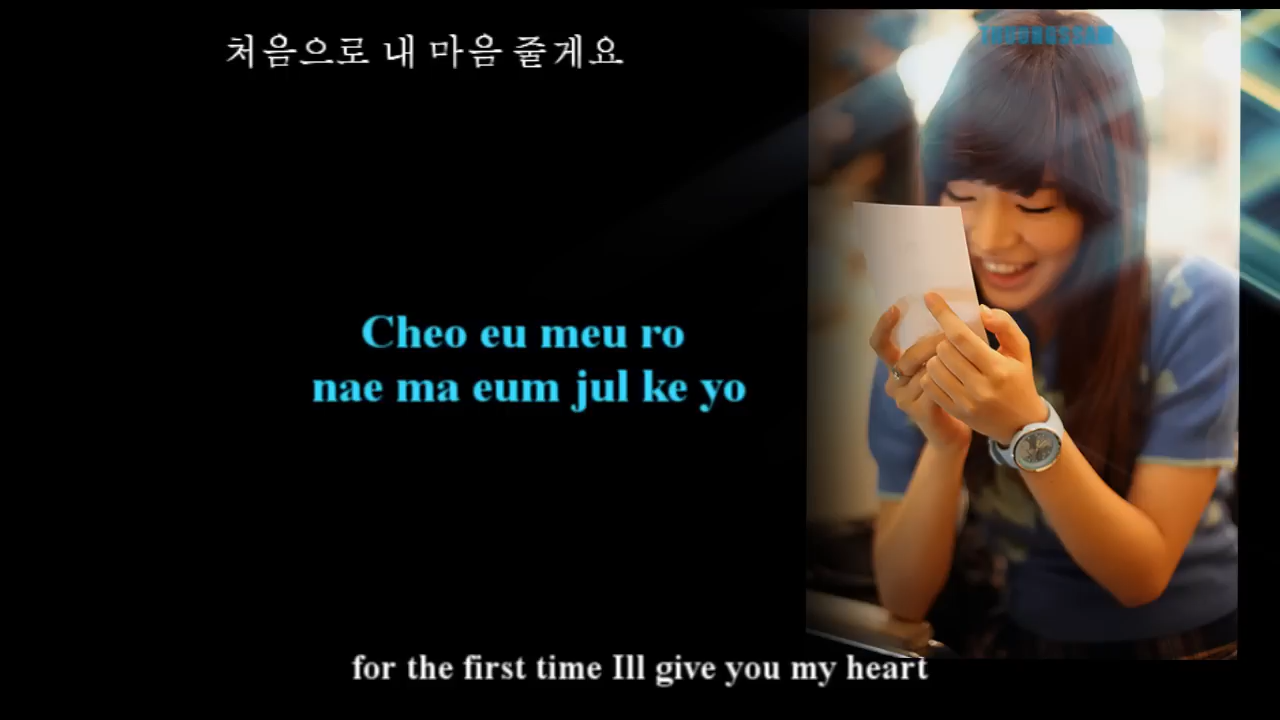 처음으로 내 마음 줄게요
THUONGSSAM
Cheo eu meu ro
nae ma eum jul ke yo
for the first time Ill give you my heart